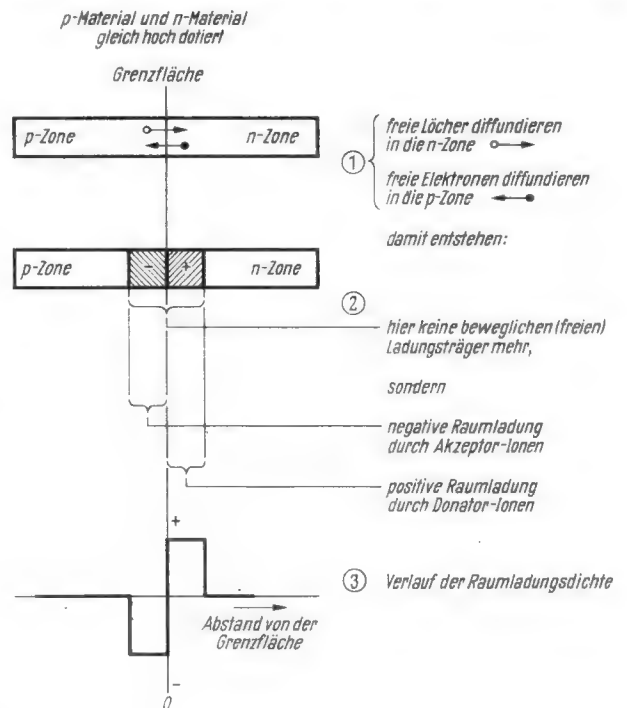 p-Material und n-Material
gleich hoch dotiert
Grenzfläche
p-Zone
n-Zone
1
freie Löcher diffundieren
in die n-Zone
freie Elektronen diffundieren
in die p-Zone
damit entstehen:
p-Zone
-
+
n-Zone
2
hier keine beweglichen (freien)
Ladungsträger mehr,
sondern
negative Raumladung
durch Akzeptor-Ionen
positive Raumladung
durch Donator-Ionen
+
3 Verlauf der Raumladungsdichte
Abstand von der
Grenzfläche
-
0